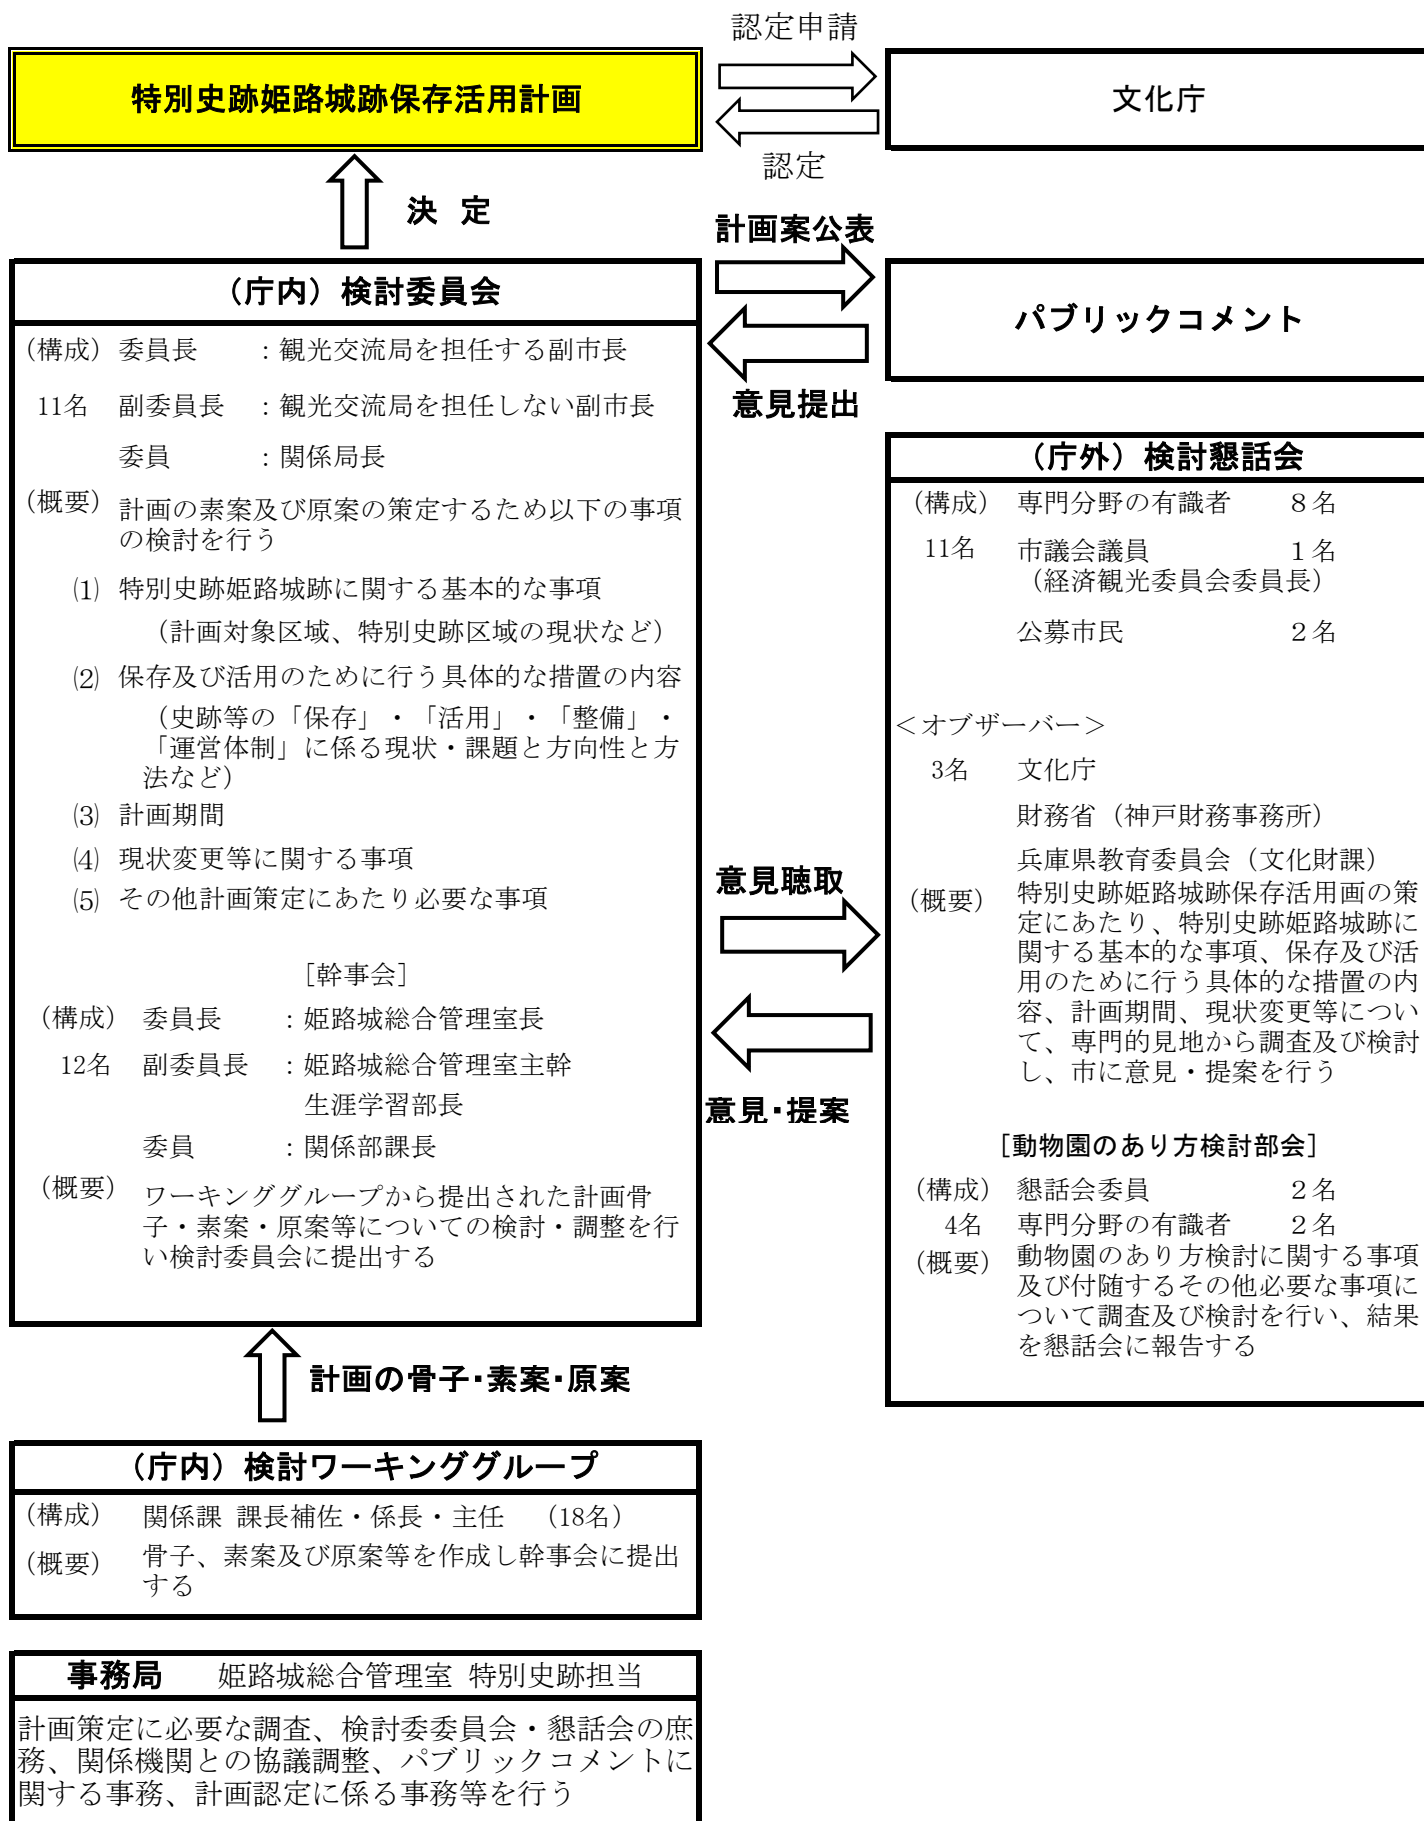 認定申請
特別史跡姫路城跡保存活用計画
文化庁
認定
決　定
計画案公表
（庁内）検討委員会
パブリックコメント
（構成）委員長　：観光交流局を担任する副市長
11名　副委員長　：観光交流局を担任しない副市長
委員　：関係局長
（概要）計画の素案及び原案の策定するため以下の事項
の検討を行う
⑴ 特別史跡姫路城跡に関する基本的な事項
（計画対象区域、特別史跡区域の現状など）
⑵ 保存及び活用のために行う具体的な措置の内容
（史跡等の「保存」・「活用」・「整備」・
「運営体制」に係る現状・課題と方向性と方
法など）
⑶ 計画期間
⑷ 現状変更等に関する事項
⑸ その他計画策定にあたり必要な事項
［幹事会］
（構成）委員長　：姫路城総合管理室長
12名　副委員長　：姫路城総合管理室主幹
生涯学習部長
委員　：関係部課長
（概要）ワーキンググループから提出された計画骨
子・素案・原案等についての検討・調整を行
い検討委員会に提出する
意見提出
（庁外）検討懇話会
（構成）専門分野の有識者　８名
11名　市議会議員　１名
（経済観光委員会委員長）
公募市民　２名
＜オブザーバー＞
3名　文化庁
財務省（神戸財務事務所）
兵庫県教育委員会（文化財課）
（概要）特別史跡姫路城跡保存活用画の策
定にあたり、特別史跡姫路城跡に
関する基本的な事項、保存及び活
用のために行う具体的な措置の内
容、計画期間、現状変更等につい
て、専門的見地から調査及び検討
し、市に意見・提案を行う
［動物園のあり方検討部会］
（構成）懇話会委員　２名
4名　専門分野の有識者　２名
（概要）動物園のあり方検討に関する事項
及び付随するその他必要な事項に
ついて調査及び検討を行い、結果
を懇話会に報告する
意見聴取
意見・提案
計画の骨子・素案・原案
（庁内）検討ワーキンググループ
（構成）関係課 課長補佐・係長・主任　（18名）
（概要）骨子、素案及び原案等を作成し幹事会に提出
する
事務局　姫路城総合管理室 特別史跡担当
計画策定に必要な調査、検討委委員会・懇話会の庶
務、関係機関との協議調整、パブリックコメントに
関する事務、計画認定に係る事務等を行う